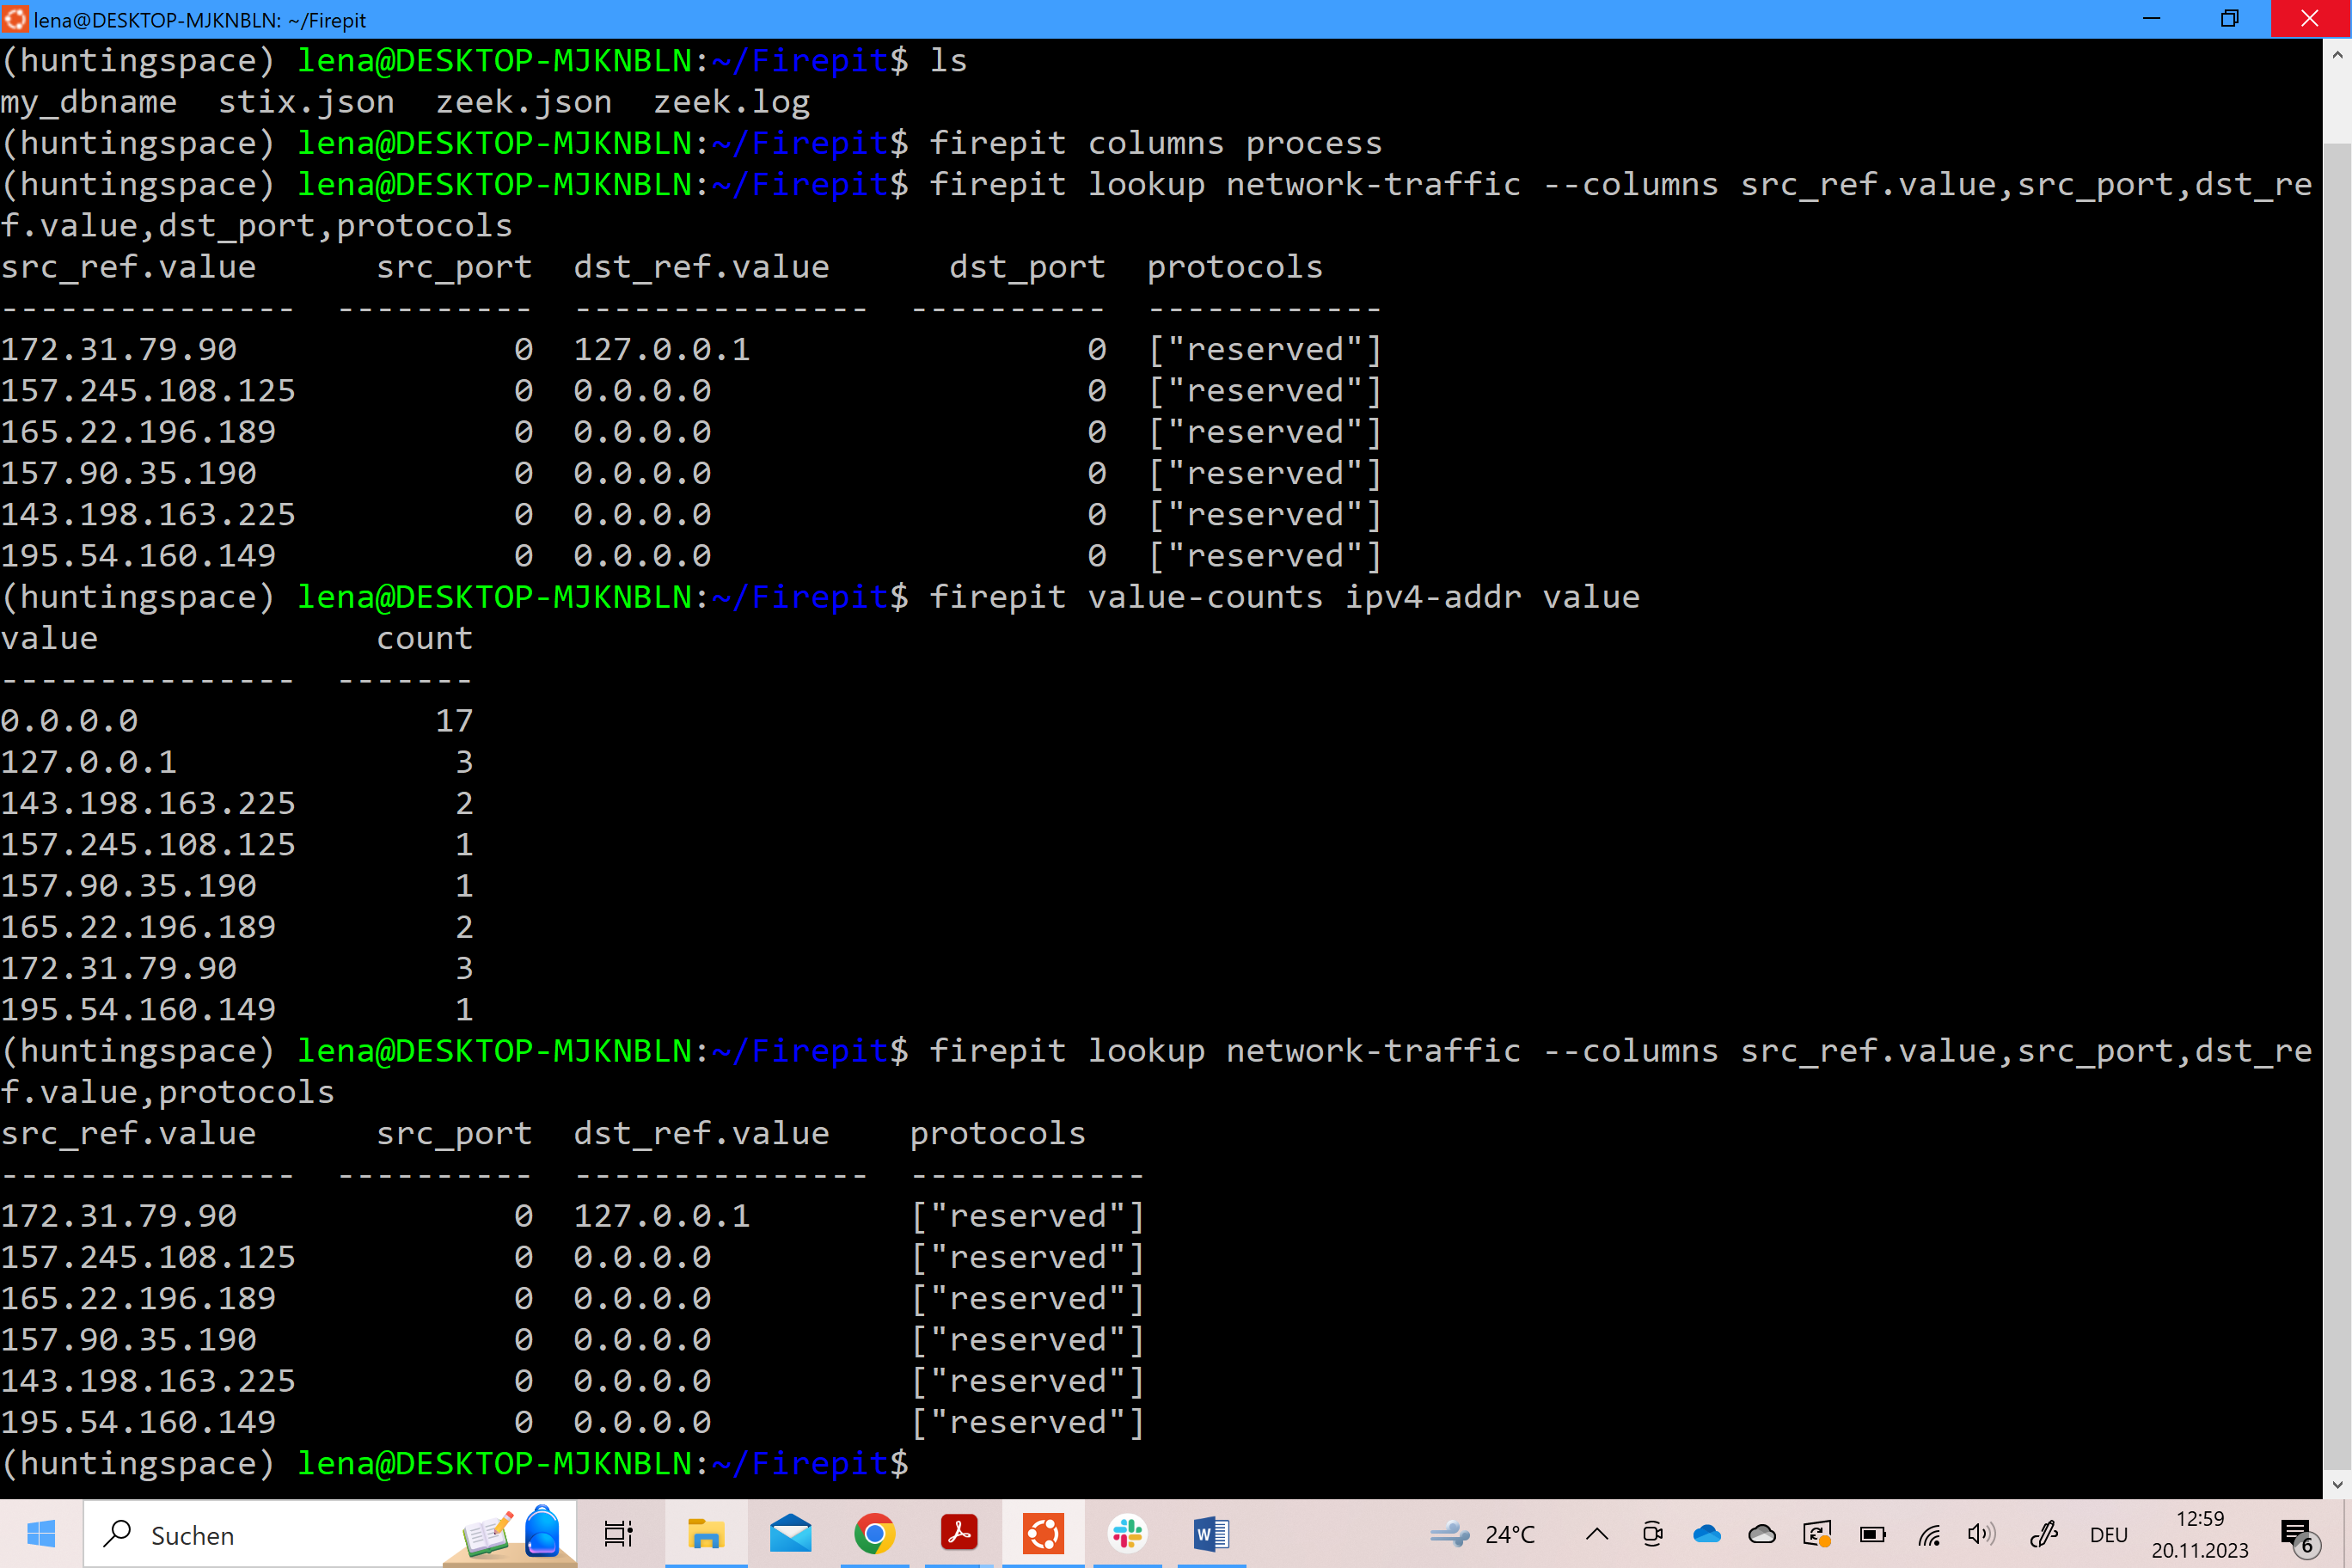 lena@DESKTOP-MJKNBLN: ~/Firepit
(huntingspace) lena@DESKTOP-MJKNBLN:~/Firepit$ ls
my_dbname  stix.json  zeek.json  zeek.log
(huntingspace) lena@DESKTOP-MJKNBLN:~/Firepit$ firepit columns process
(huntingspace) lena@DESKTOP-MJKNBLN:~/Firepit$ firepit lookup network-traffic --columns src_ref.value,src_port,dst_re
f.value,dst_port,protocols
src_ref.value      src_port  dst_ref.value      dst_port  protocols
---------------  ----------  ---------------  ----------  ------------
172.31.79.90              0  127.0.0.1                 0  ["reserved"]
157.245.108.125           0  0.0.0.0                   0  ["reserved"]
165.22.196.189            0  0.0.0.0                   0  ["reserved"]
157.90.35.190             0  0.0.0.0                   0  ["reserved"]
143.198.163.225           0  0.0.0.0                   0  ["reserved"]
195.54.160.149            0  0.0.0.0                   0  ["reserved"]
(huntingspace) lena@DESKTOP-MJKNBLN:~/Firepit$ firepit value-counts ipv4-addr value
value              count
---------------  -------
0.0.0.0               17
127.0.0.1              3
143.198.163.225        2
157.245.108.125        1
157.90.35.190          1
165.22.196.189         2
172.31.79.90           3
195.54.160.149         1
(huntingspace) lena@DESKTOP-MJKNBLN:~/Firepit$ firepit lookup network-traffic --columns src_ref.value,src_port,dst_re
f.value,protocols
src_ref.value      src_port  dst_ref.value    protocols
---------------  ----------  ---------------  ------------
172.31.79.90              0  127.0.0.1        ["reserved"]
157.245.108.125           0  0.0.0.0          ["reserved"]
165.22.196.189            0  0.0.0.0          ["reserved"]
157.90.35.190             0  0.0.0.0          ["reserved"]
143.198.163.225           0  0.0.0.0          ["reserved"]
195.54.160.149            0  0.0.0.0          ["reserved"]
(huntingspace) lena@DESKTOP-MJKNBLN:~/Firepit$
Suchen
W
24°C
DEU
12:59
20.11.2023
6